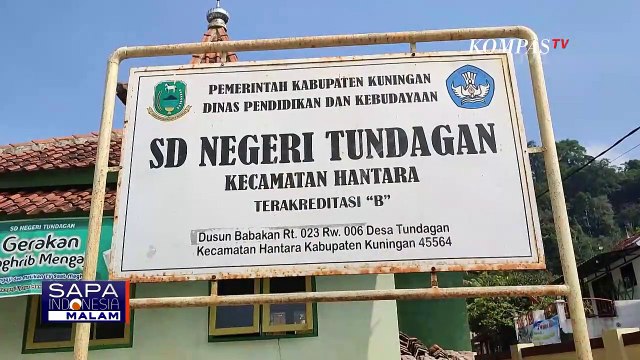 KOMPAS TV
PEMERINTAH KABUPATEN KUNINGAN
DINAS PENDIDIKAN DAN KEBUDAYAAN
SD NEGERI TUNDAGAN
KECAMATAN HANTARA
TERAKREDITASI "B"
Dusun Babakan Rt. 023 Rw. 006 Desa Tundagan
Kecamatan Hantara Kabupaten Kuningan 45564
SD NEGERI TUNDAGAN
Gerakan
SAPA
INDONESIA
MALAM